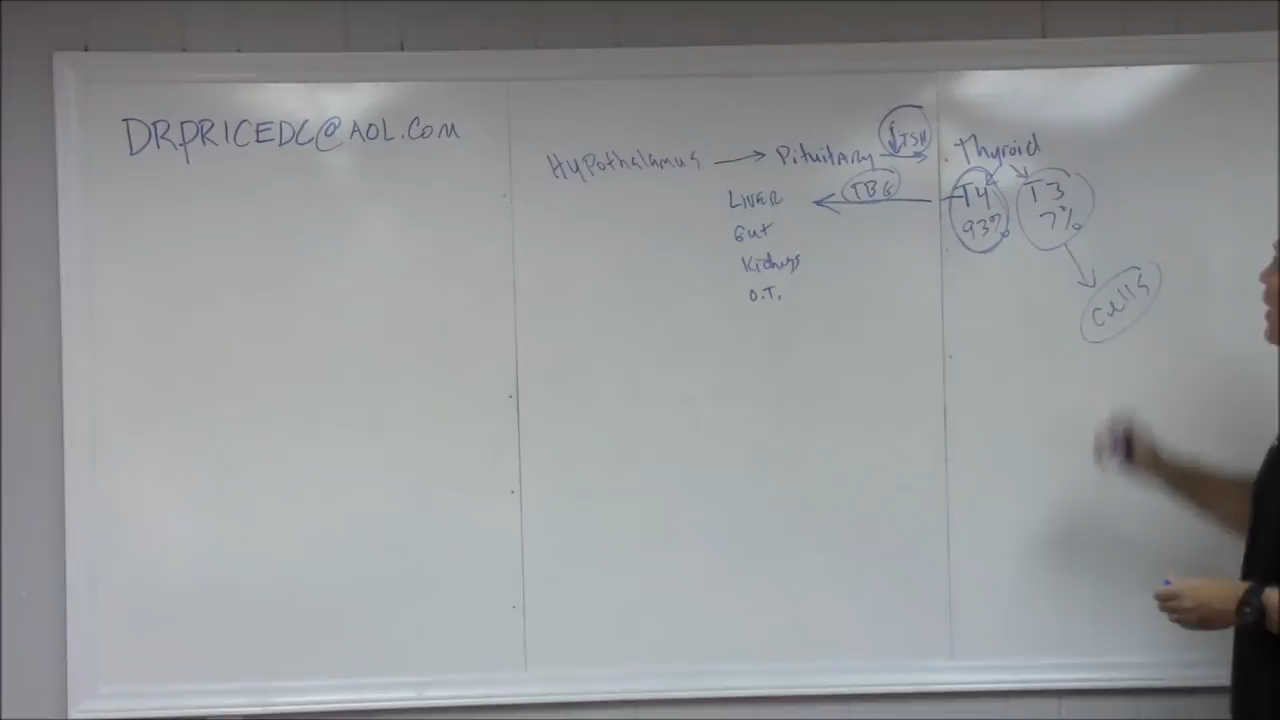 DRPRICEDC@AOL.COM
HyPothalamus → Pituitary ↓TSH → Thyroid
LIVER ← TBG T4 T3
Gut 93% 7%
Kidneys
O.T. Cells